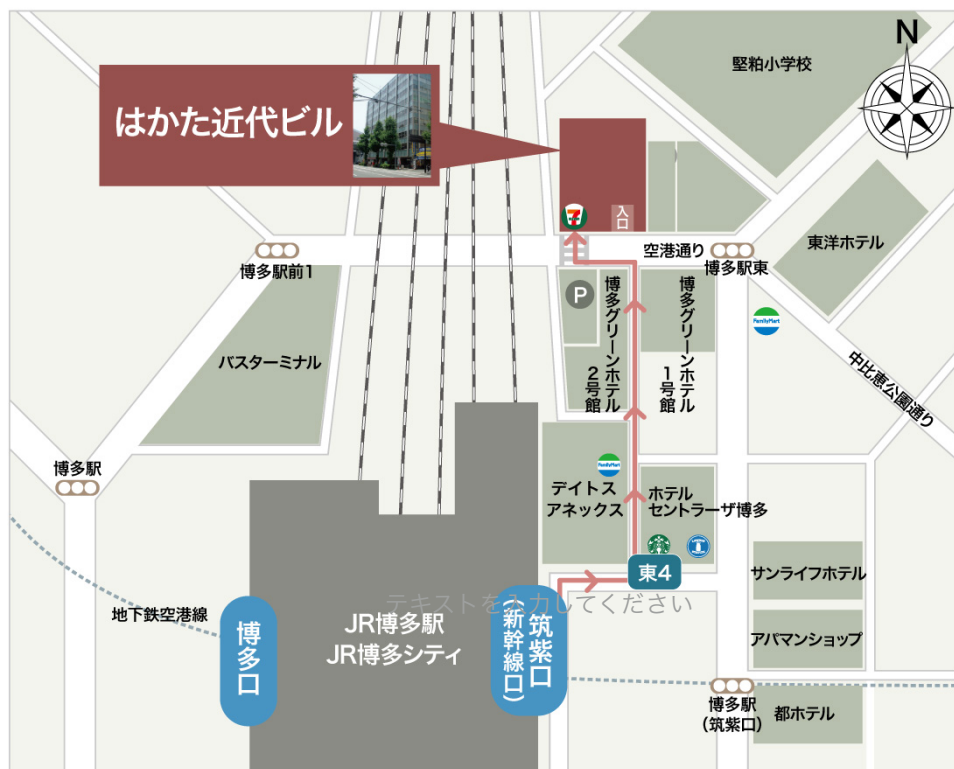 N
堅粕小学校
はかた近代ビル
入口
空港通り
博多駅東
東洋ホテル
博多駅前1
P
博多グリーンホテル
2号館
博多グリーンホテル
1号館
FamilyMart
バスターミナル
中比恵公園通り
博多駅
FamilyMart
デイトス
アネックス
ホテル
セントラーザ博多
東4
サンライフホテル
テキストを入力してください
地下鉄空港線
博多口
JR博多駅
JR博多シティ
筑紫口
(新幹線口)
アパマンショップ
博多駅
(筑紫口)
都ホテル